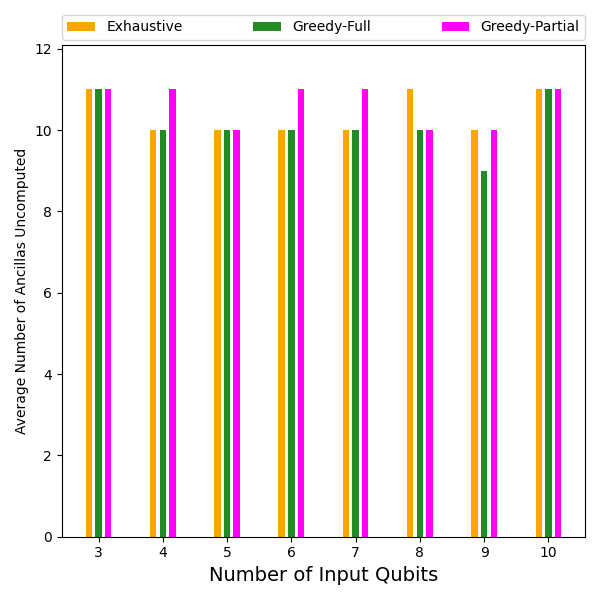 Exhaustive Greedy-Full Greedy-Partial
12
10
8
6
4
2
0
Average Number of Ancillas Uncomputed
3 4 5 6 7 8 9 10
Number of Input Qubits